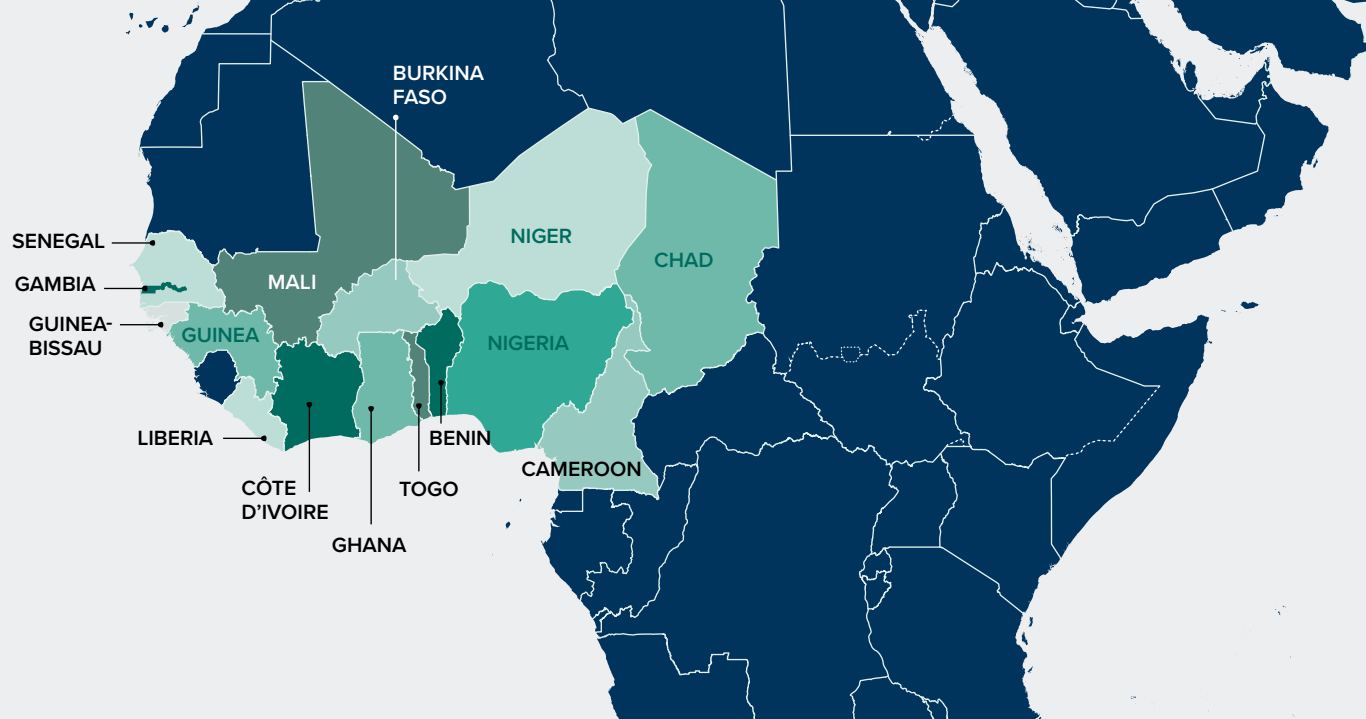 BURKINA
FASO
SENEGAL
NIGER
CHAD
GAMBIA
MALI
GUINEA-
BISSAU
GUINEA
NIGERIA
LIBERIA
BENIN
CAMEROON
CÔTE
D'IVOIRE
TOGO
GHANA